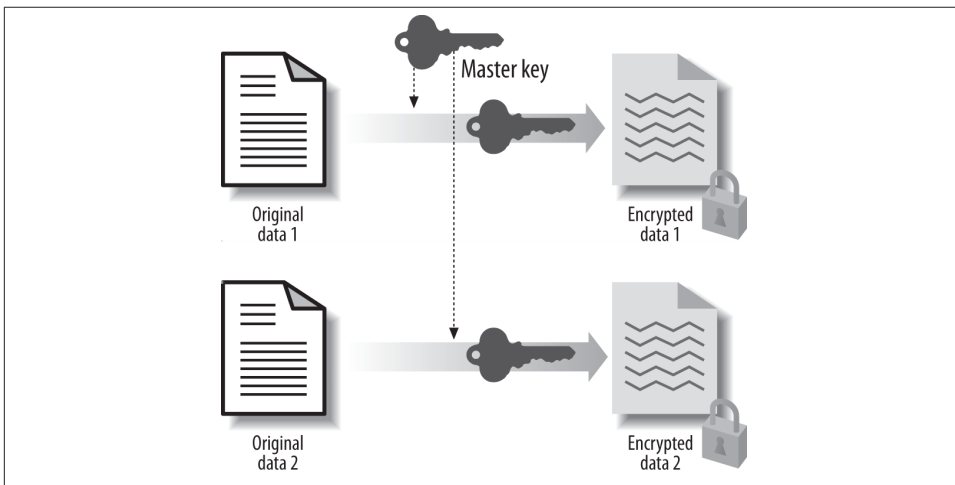 Master key
Original
data 1
Encrypted
data 1
Original
data 2
Encrypted
data 2